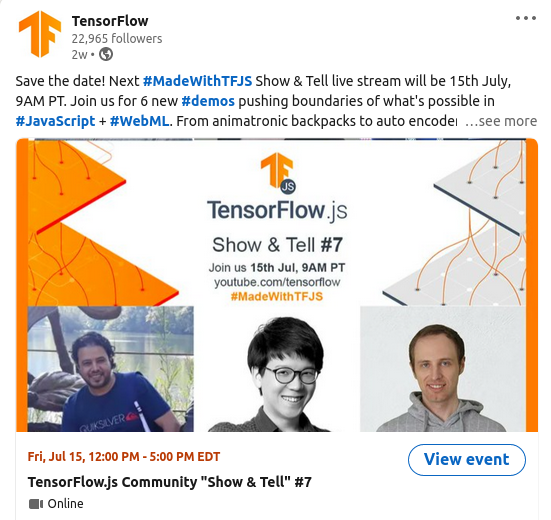 TensorFlow
22,965 followers
2w •
Save the date! Next #MadeWithTFJS Show & Tell live stream will be 15th July,
9AM PT. Join us for 6 new #demos pushing boundaries of what's possible in
#JavaScript + #WebML. From animatronic backpacks to auto encoder …see more
JS
TensorFlow.js
Show & Tell #7
Join us 15th Jul, 9AM PT
youtube.com/tensorflow
#MadeWithTFJS
QUIKSILVER
Fri, Jul 15, 12:00 PM - 5:00 PM EDT
View event
TensorFlow.js Community "Show & Tell" #7
Online